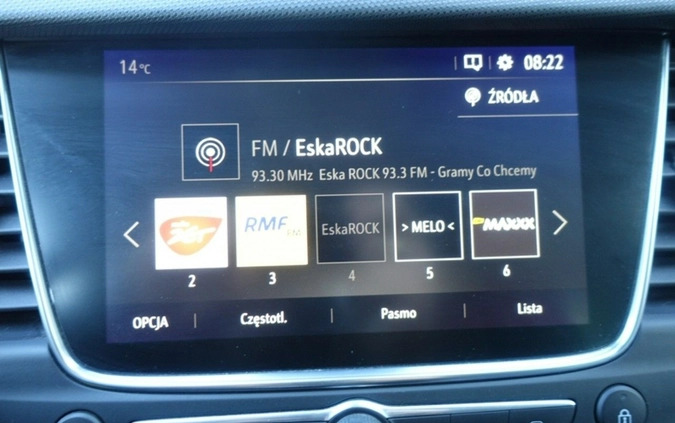 14°C
08:22
ŹRÓDŁA
FM / EskaROCK
93.30 MHz Eska ROCK 93.3 FM - Gramy Co Chcemy
RMF FM EskaROCK > MELO < MAXXX
2 3 4 5 6
OPCJA Częstotl. Pasmo Lista